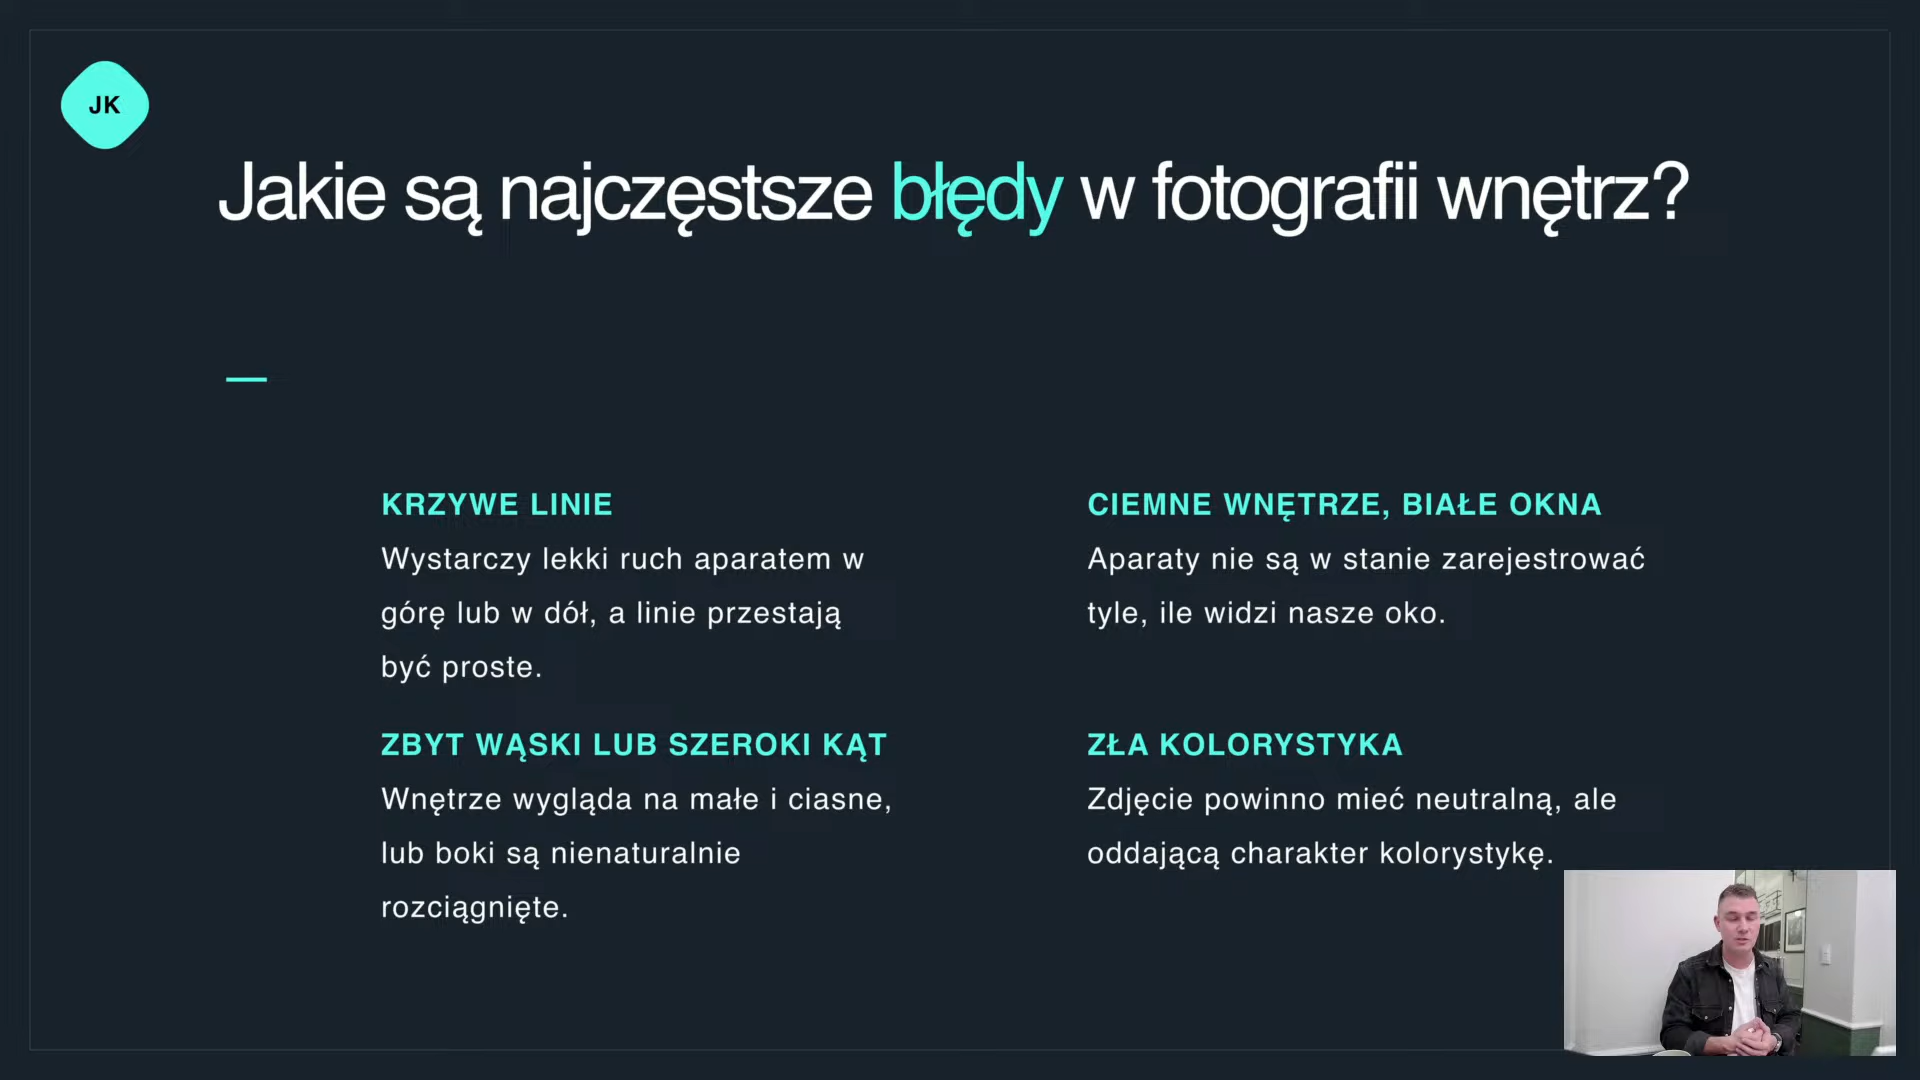 JK
Jakie są najczęstsze błędy w fotografii wnętrz?
KRZYWE LINIE
Wystarczy lekki ruch aparatem w
górę lub w dół, a linie przestają
być proste.
CIEMNE WNĘTRZE, BIAŁE OKNA
Aparaty nie są w stanie zarejestrować
tyle, ile widzi nasze oko.
ZBYT WĄSKI LUB SZEROKI KĄT
Wnętrze wygląda na małe i ciasne,
lub boki są nienaturalnie
rozciągnięte.
ZŁA KOLORYSTYKA
Zdjęcie powinno mieć neutralną, ale
oddającą charakter kolorystykę.